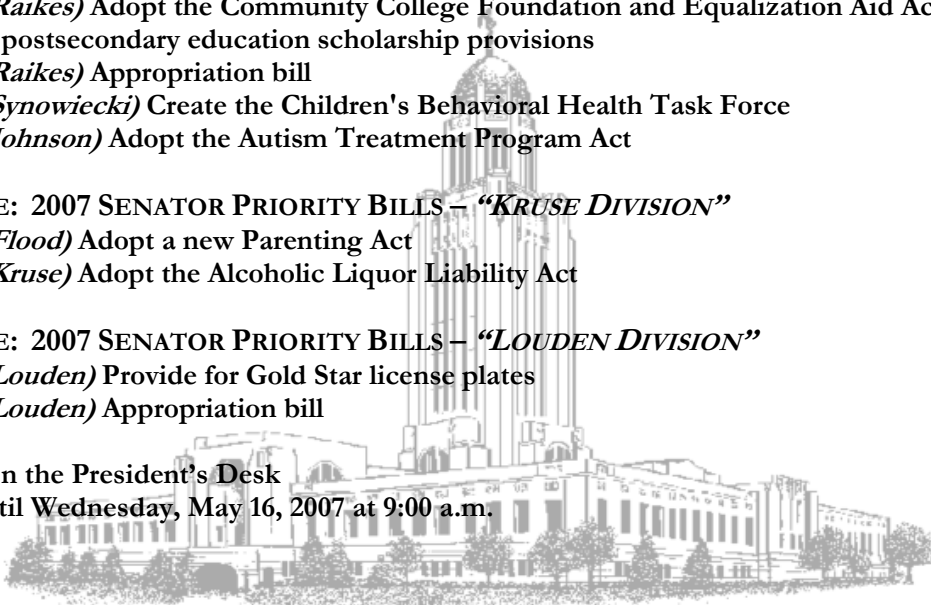 Raikes) Adopt the Community College Foundation and Equalization Aid Ac
postsecondary education scholarship provisions
Raikes) Appropriation bill
Synowiecki) Create the Children's Behavioral Health Task Force
Johnson) Adopt the Autism Treatment Program Act
E: 2007 SENATOR PRIORITY BILLS – “KRUSE DIVISION”
Flood) Adopt a new Parenting Act
Kruse) Adopt the Alcoholic Liquor Liability Act
E: 2007 SENATOR PRIORITY BILLS – “LOUDEN DIVISION”
Louden) Provide for Gold Star license plates
Louden) Appropriation bill
n the President’s Desk
til Wednesday, May 16, 2007 at 9:00 a.m.